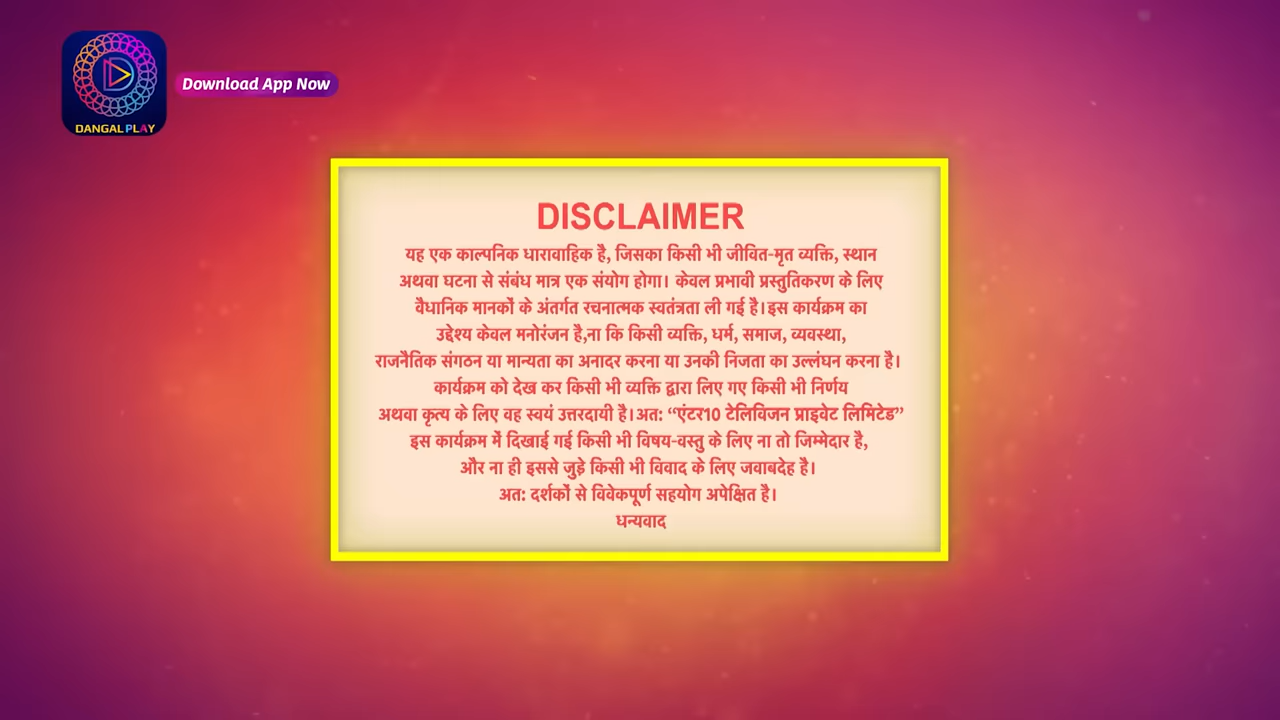 DANGAL PLAY
Download App Now
DISCLAIMER
यह एक काल्पनिक धारावाहिक है, जिसका किसी भी जीवित-मृत व्यक्ति, स्थान
अथवा घटना से संबंध मात्र एक संयोग होगा। केवल प्रभावी प्रस्तुतिकरण के लिए
वैधानिक मानकों के अंतर्गत रचनात्मक स्वतंत्रता ली गई है।इस कार्यक्रम का
उद्देश्य केवल मनोरंजन है,ना कि किसी व्यक्ति, धर्म, समाज, व्यवस्था,
राजनैतिक संगठन या मान्यता का अनादर करना या उनकी निजता का उल्लंघन करना है।
कार्यक्रम को देख कर किसी भी व्यक्ति द्वारा लिए गए किसी भी निर्णय
अथवा कृत्य के लिए वह स्वयं उत्तरदायी है।अत: “एंटर10 टेलिविजन प्राइवेट लिमिटेड”
इस कार्यक्रम में दिखाई गई किसी भी विषय-वस्तु के लिए ना तो जिम्मेदार है,
और ना ही इससे जुड़े किसी भी विवाद के लिए जवाबदेह है।
अत: दर्शकों से विवेकपूर्ण सहयोग अपेक्षित है।
धन्यवाद